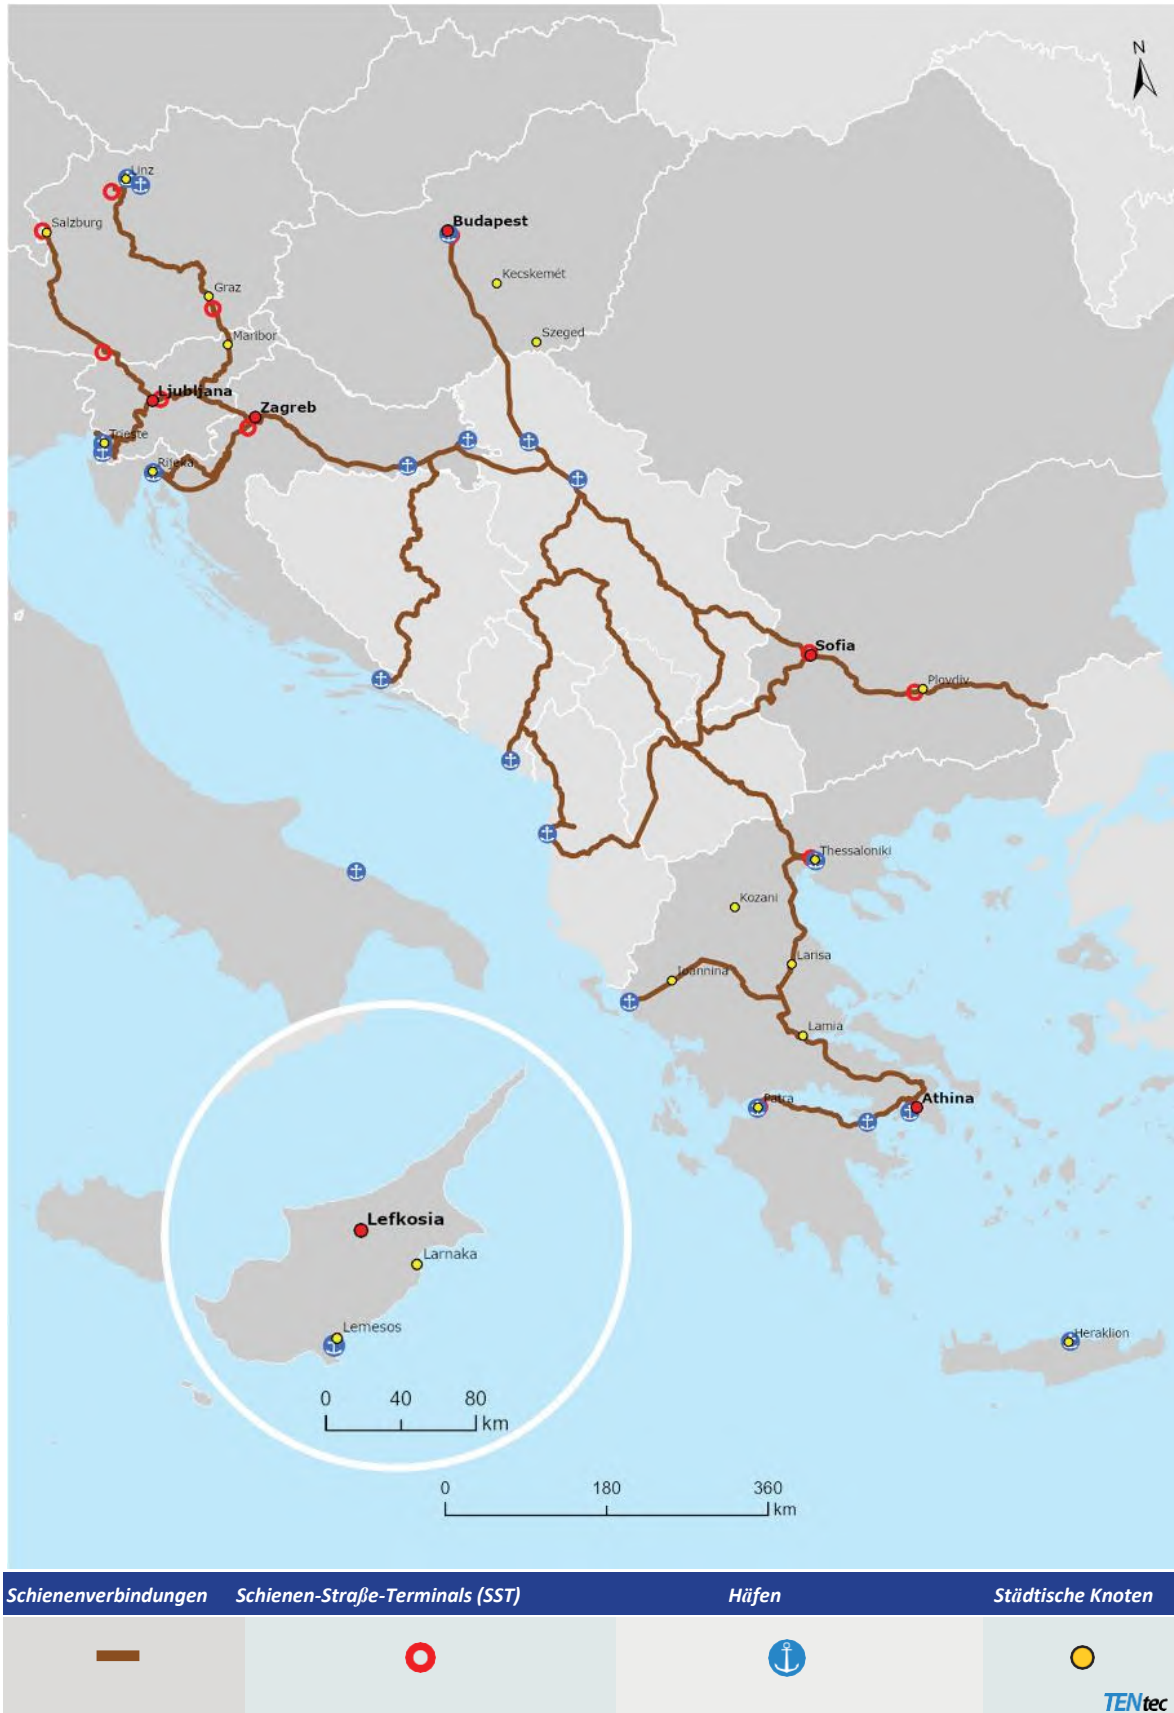 N
Linz
Salzburg
Budapest
Kecskemét
Graz
Szeged
Maribor
Ljubljana
Zagreb
Trieste
Rijeka
Sofia
Plovdiv
Thessaloniki
Kozani
Larisa
Ioannina
Lamia
Patra
Athina
Lefkosia
Larnaka
Lemesos
Heraklion
0 40 80
km
0 180 360
km
Schienenverbindungen Schienen-Straße-Terminals (SST) Häfen Städtische Knoten
TENtec